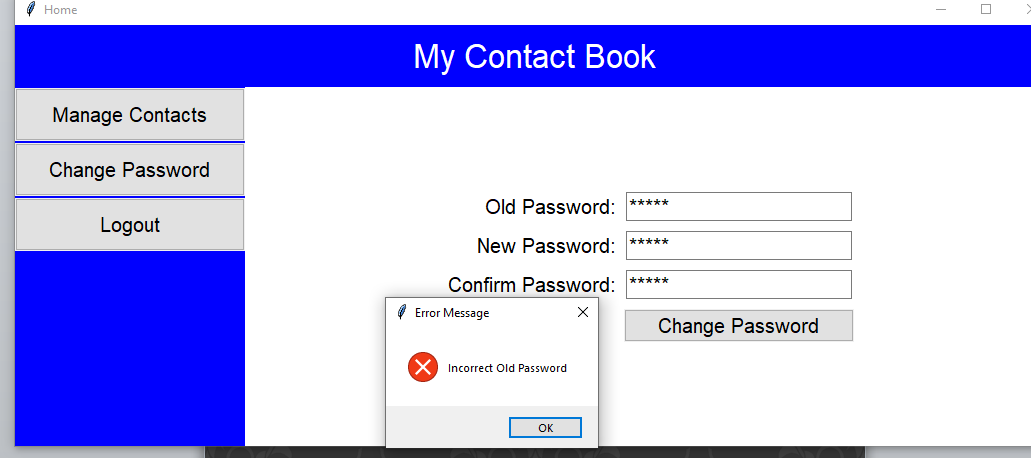 Home
My Contact Book
Manage Contacts
Change Password
Logout
Old Password: *****
New Password: *****
Confirm Password: *****
Change Password
Error Message
Incorrect Old Password
OK